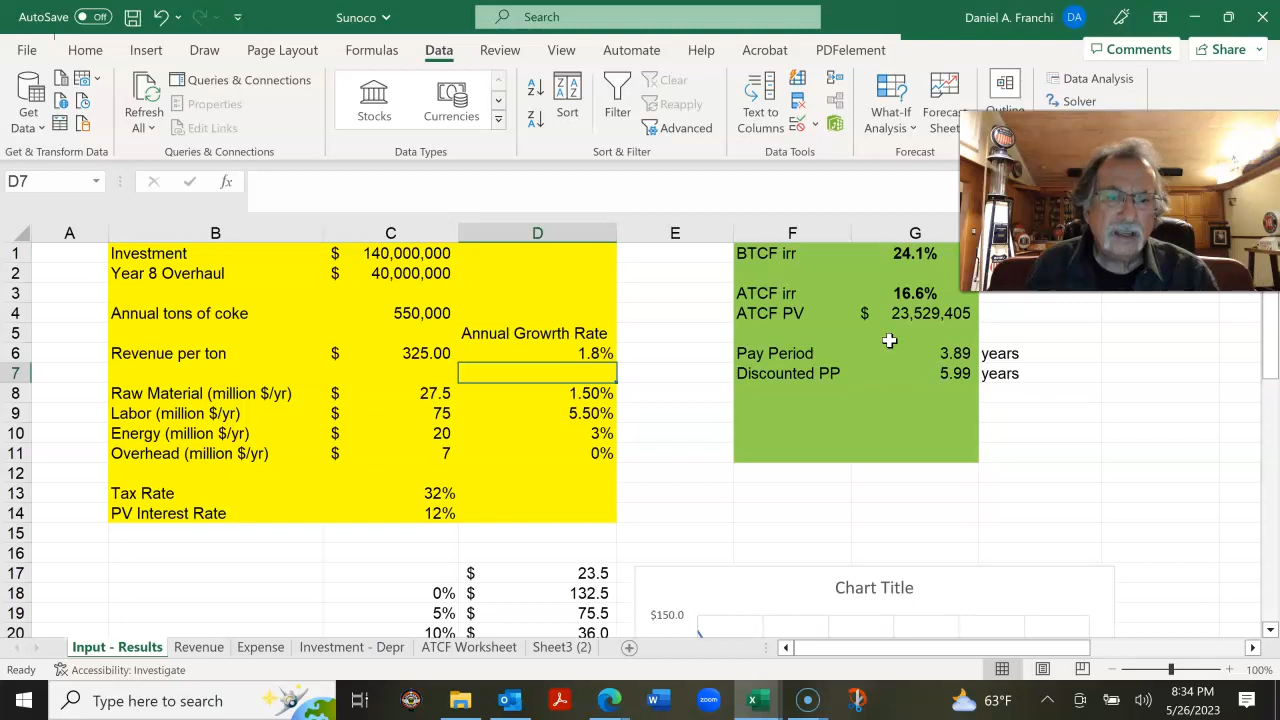 AutoSave Off Sunoco Search Daniel A. Franchi DA
File Home Insert Draw Page Layout Formulas Data Review View Automate Help Acrobat PDFelement Comments Share
Get Data
Refresh All
Queries & Connections
Properties
Edit Links
Stocks
Currencies
Sort
Filter
Clear
Reapply
Advanced
Text to Columns
What-If Analysis
Forecast Sheet
Outline
Data Analysis
Solver
Get & Transform Data Queries & Connections Data Types Sort & Filter Data Tools Forecast
D7 fx
A B C D E F G
1 Investment $ 140,000,000 BTCF irr 24.1%
2 Year 8 Overhaul $ 40,000,000
3 ATCF irr 16.6%
4 Annual tons of coke 550,000 ATCF PV $ 23,529,405
5 Annual Growrth Rate
6 Revenue per ton $ 325.00 1.8% Pay Period 3.89 years
7 Discounted PP 5.99 years
8 Raw Material (million $/yr) $ 27.5 1.50%
9 Labor (million $/yr) $ 75 5.50%
10 Energy (million $/yr) $ 20 3%
11 Overhead (million $/yr) $ 7 0%
12
13 Tax Rate 32%
14 PV Interest Rate 12%
15
16
17 $ 23.5
18 0% $ 132.5 Chart Title
19 5% $ 75.5 $150.0
20 10% $ 36.0
Input - Results Revenue Expense Investment - Depr ATCF Worksheet Sheet3 (2)
Ready Accessibility: Investigate 100%
Type here to search zoom 63°F 8:34 PM
5/26/2023